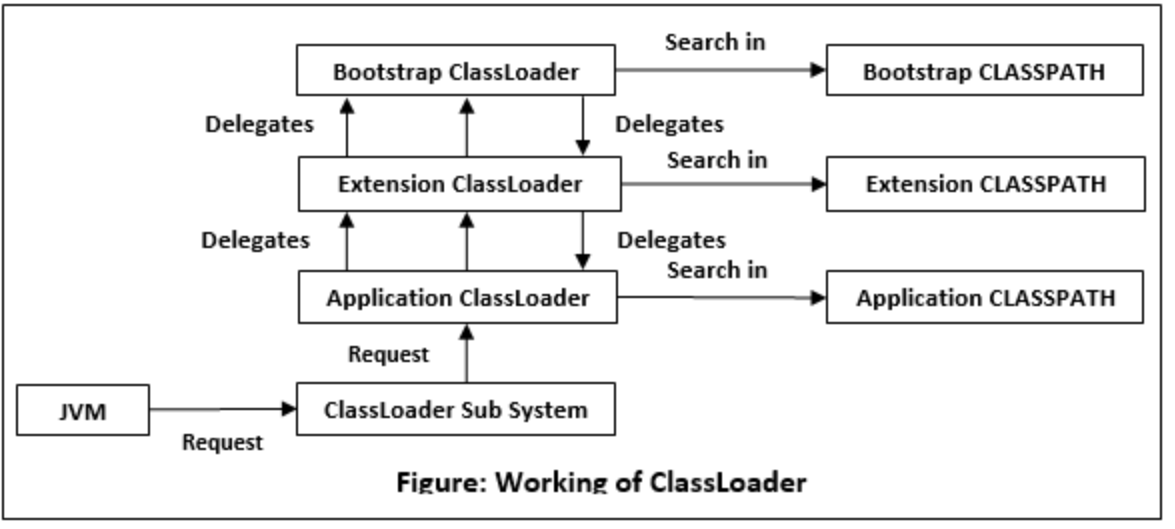 Search in
Bootstrap ClassLoader
Bootstrap CLASSPATH
Delegates
Delegates
Search in
Extension ClassLoader
Extension CLASSPATH
Delegates
Delegates
Search in
Application ClassLoader
Application CLASSPATH
Request
JVM
ClassLoader Sub System
Request
Figure: Working of ClassLoader